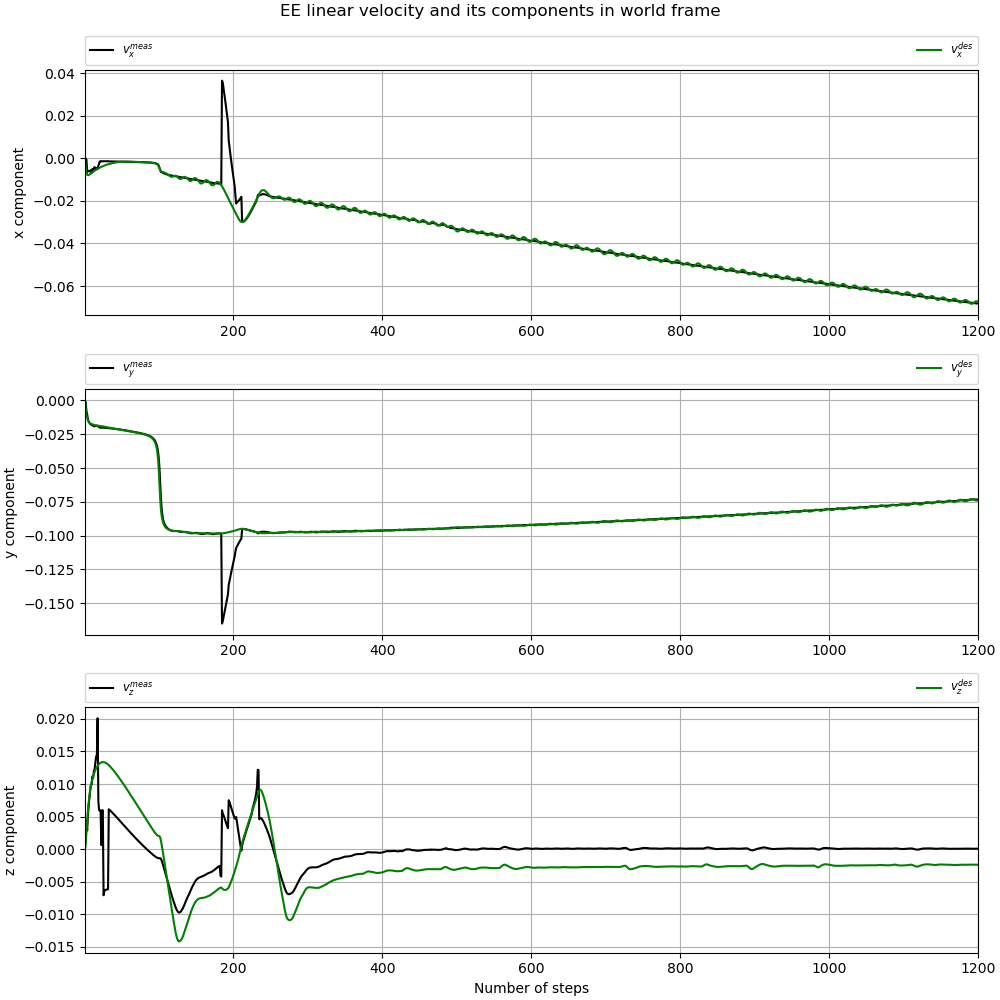 EE linear velocity and its components in world frame
v_x^meas v_x^des
0.04
0.02
0.00
−0.02
−0.04
−0.06
x component
200 400 600 800 1000 1200
v_y^meas v_y^des
0.000
−0.025
−0.050
−0.075
−0.100
−0.125
−0.150
y component
200 400 600 800 1000 1200
v_z^meas v_z^des
0.020
0.015
0.010
0.005
0.000
−0.005
−0.010
−0.015
z component
200 400 600 800 1000 1200
Number of steps